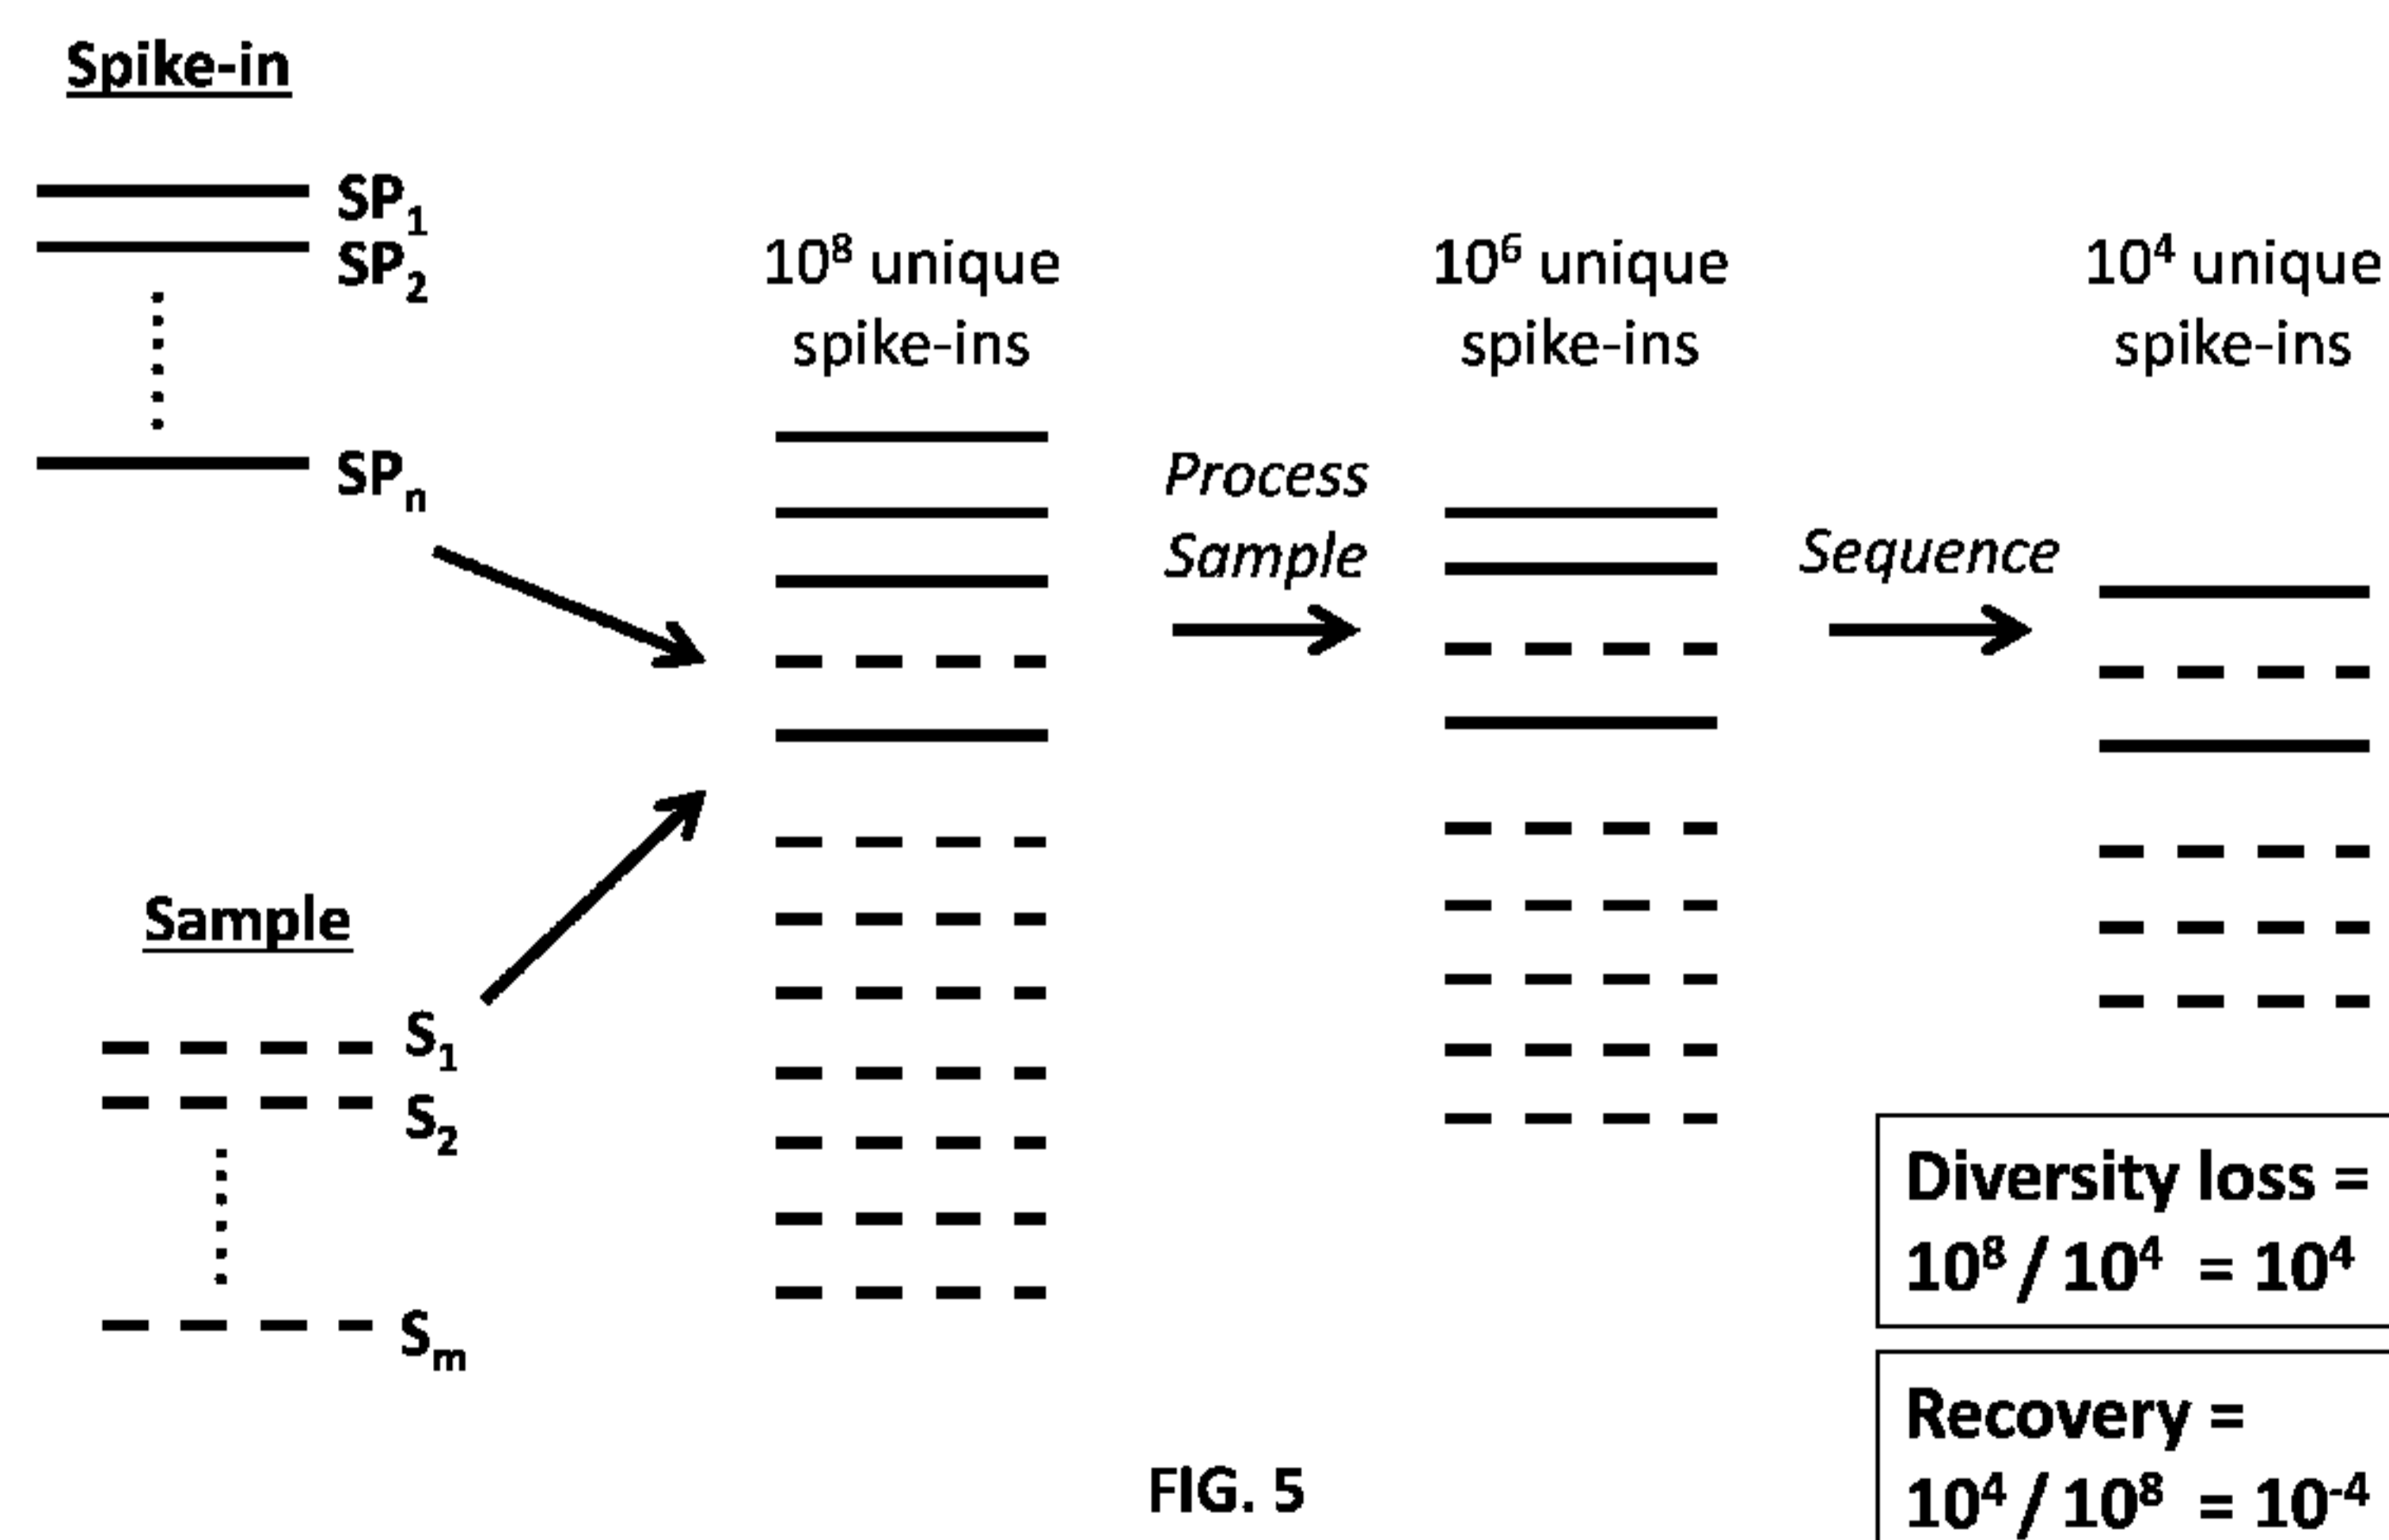 Spike-in
SP₁
SP₂
SPₙ
10⁸ unique
spike-ins
Process
Sample
10⁶ unique
spike-ins
Sequence
10⁴ unique
spike-ins
Sample
S₁
S₂
Sₘ
Diversity loss =
10⁸ / 10⁴ = 10⁴
Recovery =
10⁴ / 10⁸ = 10⁻⁴
FIG. 5